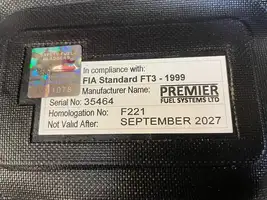 In compliance with:
FIA Standard FT3 - 1999
Manufacturer Name: PREMIER
FUEL SYSTEMS LTD
Serial No: 35464
Homologation No: F221
Not Valid After: SEPTEMBER 2027